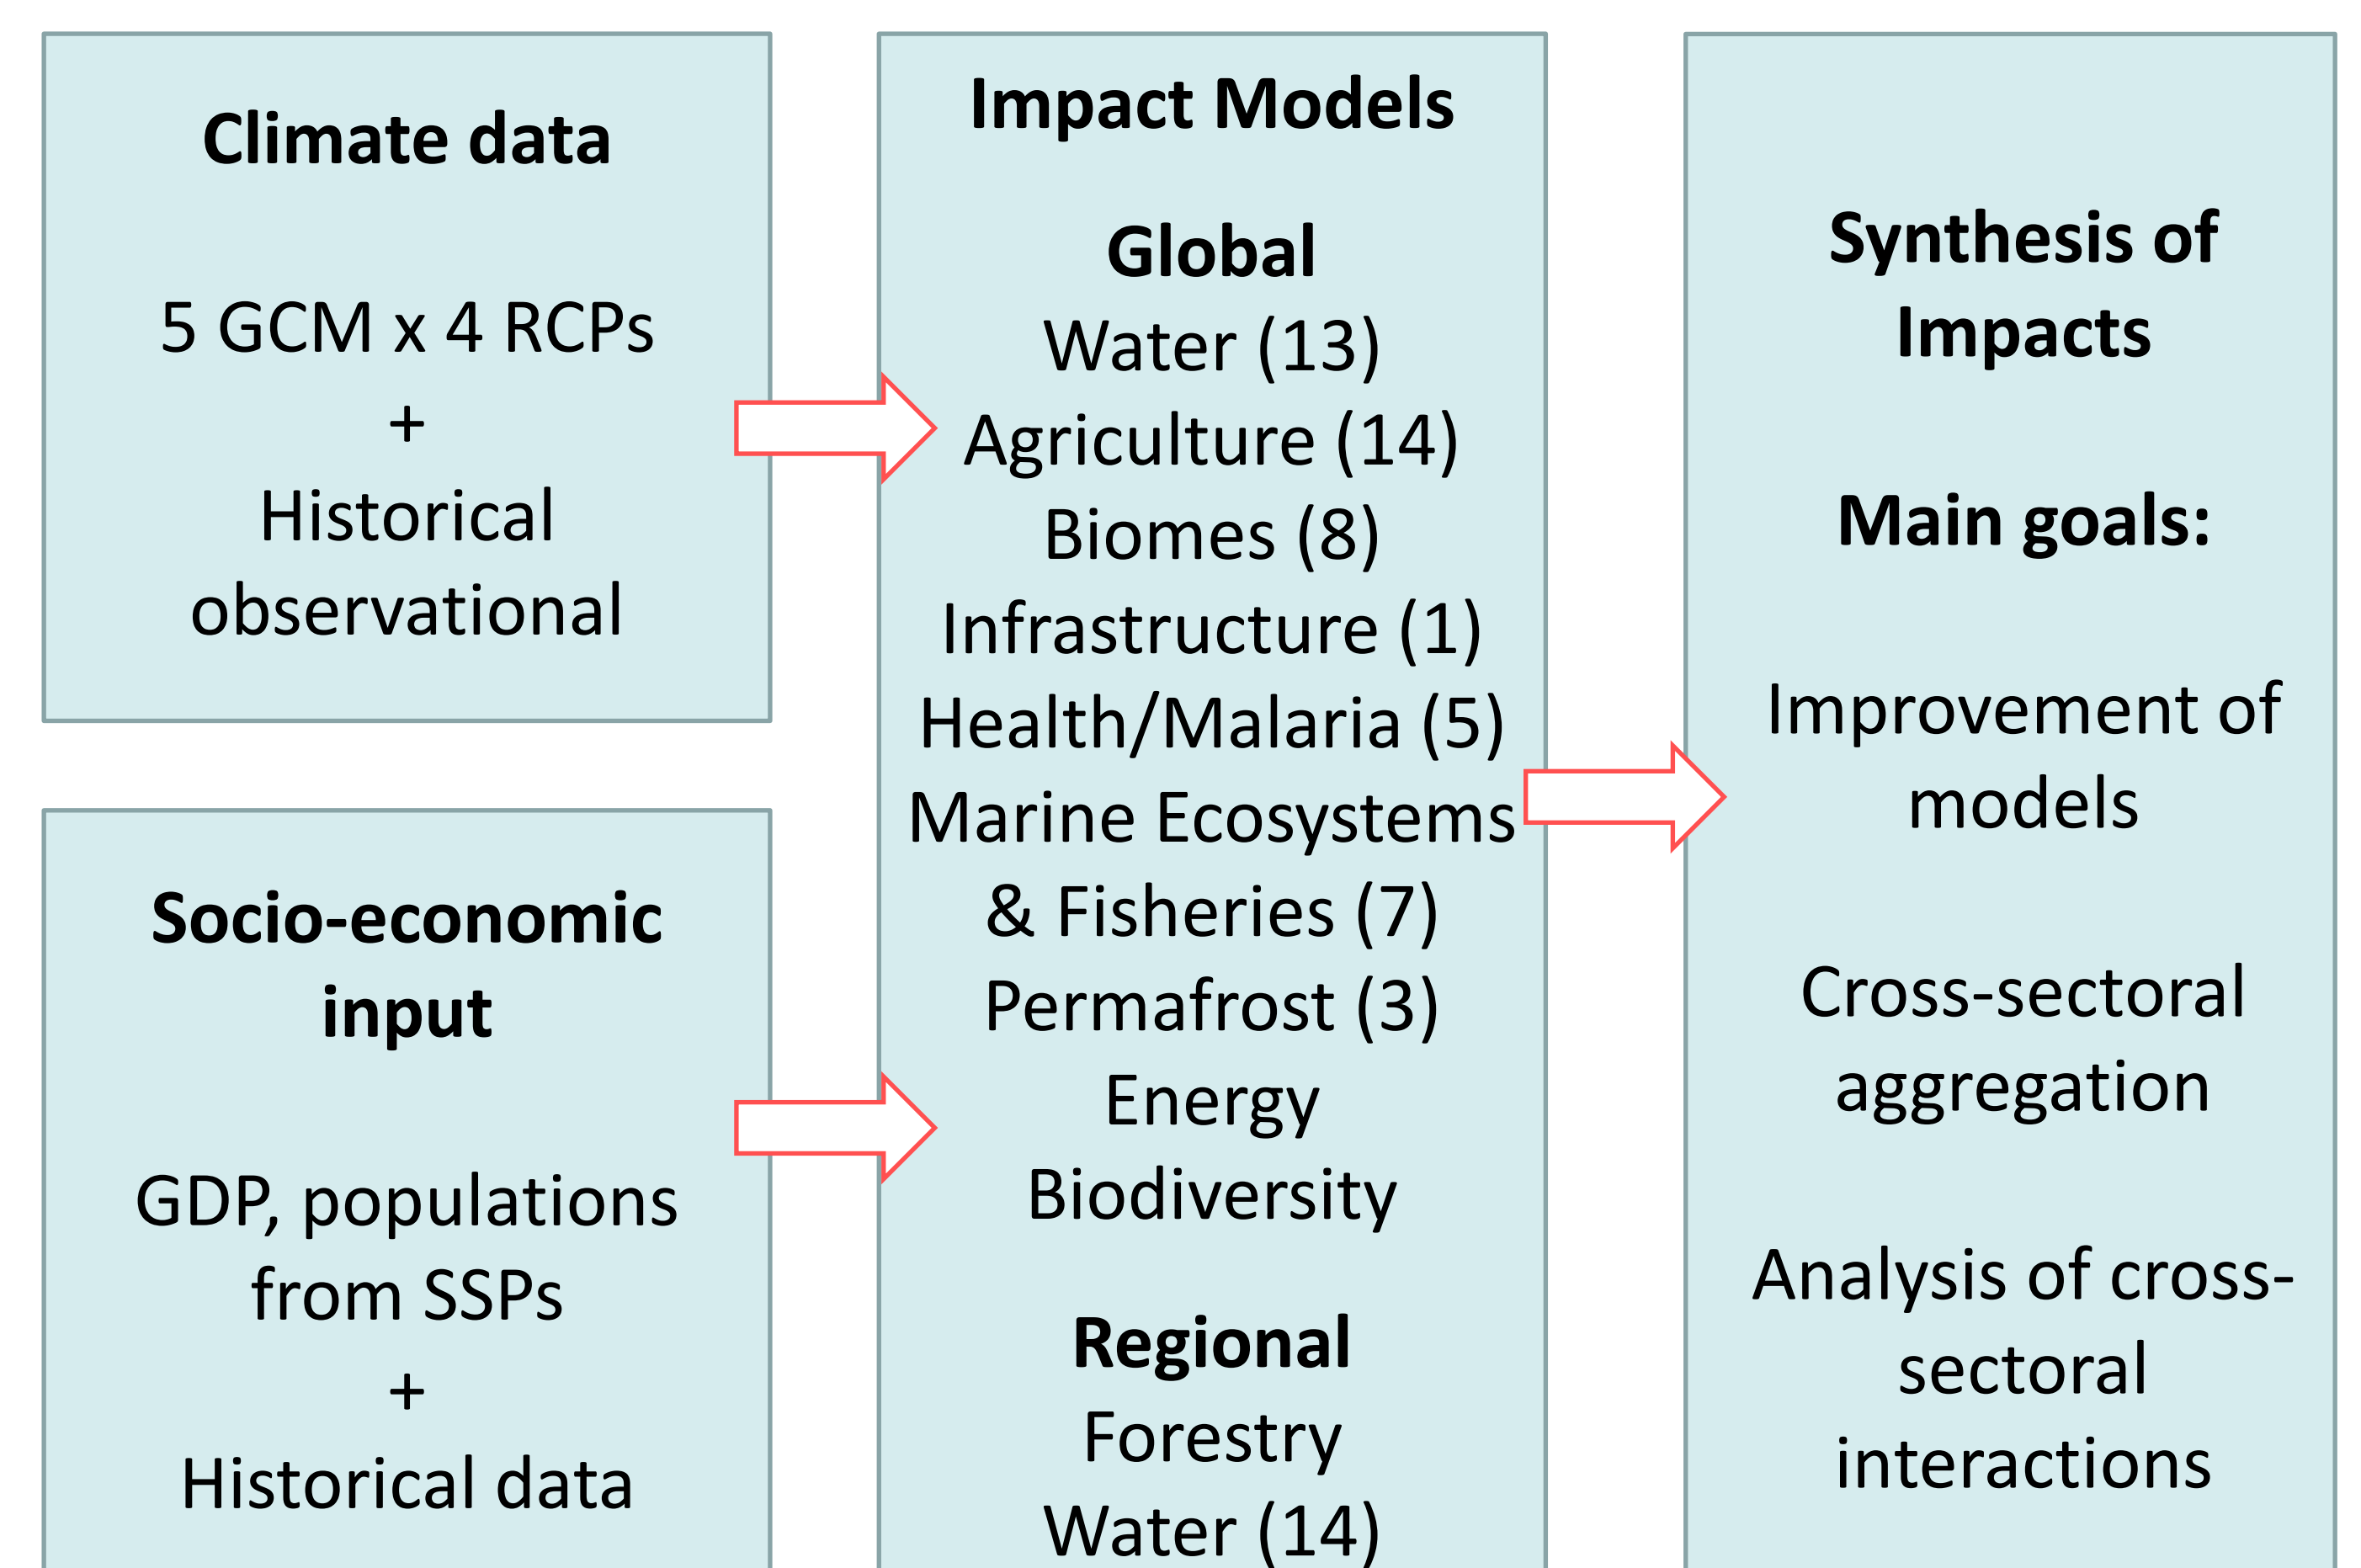 Climate data
5 GCM x 4 RCPs
+
Historical
observational
Socio-economic
input
GDP, populations
from SSPs
+
Historical data
Impact Models
Global
Water (13)
Agriculture (14)
Biomes (8)
Infrastructure (1)
Health/Malaria (5)
Marine Ecosystems
& Fisheries (7)
Permafrost (3)
Energy
Biodiversity
Regional
Forestry
Water (14)
Synthesis of
Impacts
Main goals:
Improvement of
models
Cross-sectoral
aggregation
Analysis of cross-
sectoral
interactions